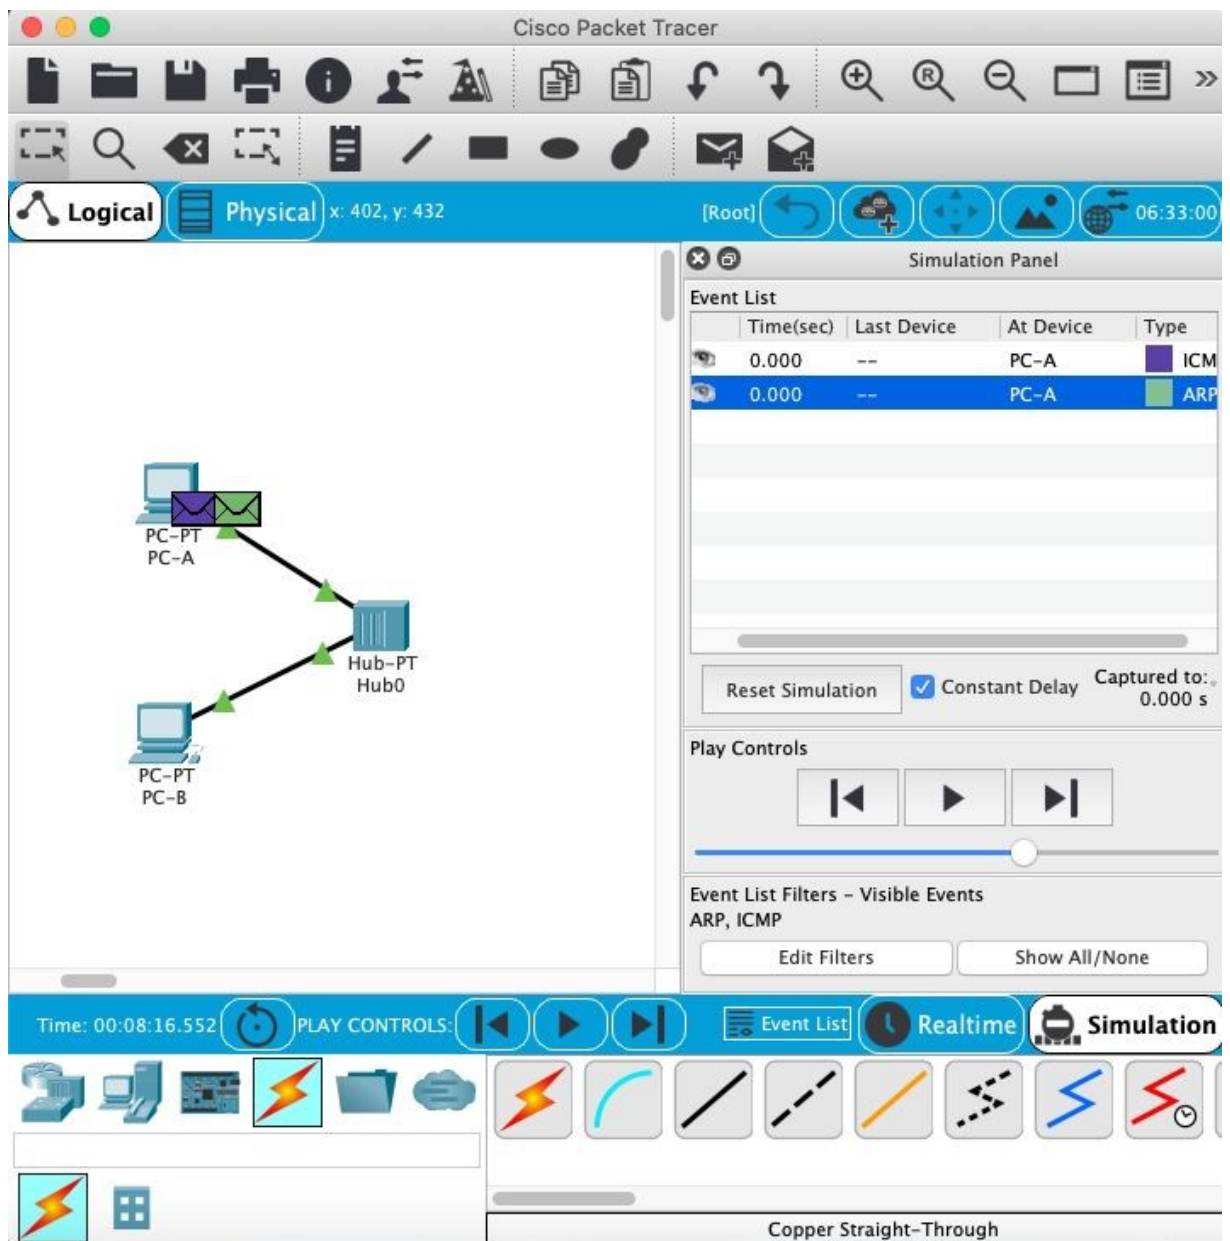 Cisco Packet Tracer
Logical Physical x: 402, y: 432 [Root] 06:33:00
Simulation Panel
Event List
Time(sec) Last Device At Device Type
0.000 -- PC-A ICM
0.000 -- PC-A ARP
PC-PT
PC-A
Hub-PT
Hub0
PC-PT
PC-B
Reset Simulation Constant Delay Captured to:
0.000 s
Play Controls
Event List Filters - Visible Events
ARP, ICMP
Edit Filters Show All/None
Time: 00:08:16.552 PLAY CONTROLS: Event List Realtime Simulation
Copper Straight-Through